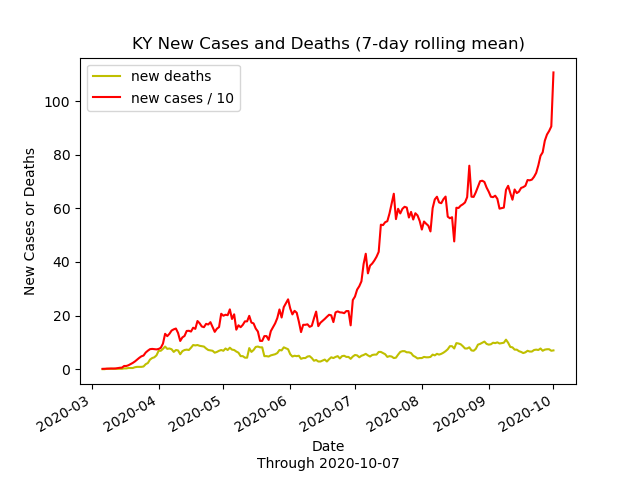 KY New Cases and Deaths (7-day rolling mean)
new deaths
new cases / 10
New Cases or Deaths
100
80
60
40
20
0
2020-03
2020-04
2020-05
2020-06
2020-07
2020-08
2020-09
2020-10
Date
Through 2020-10-07